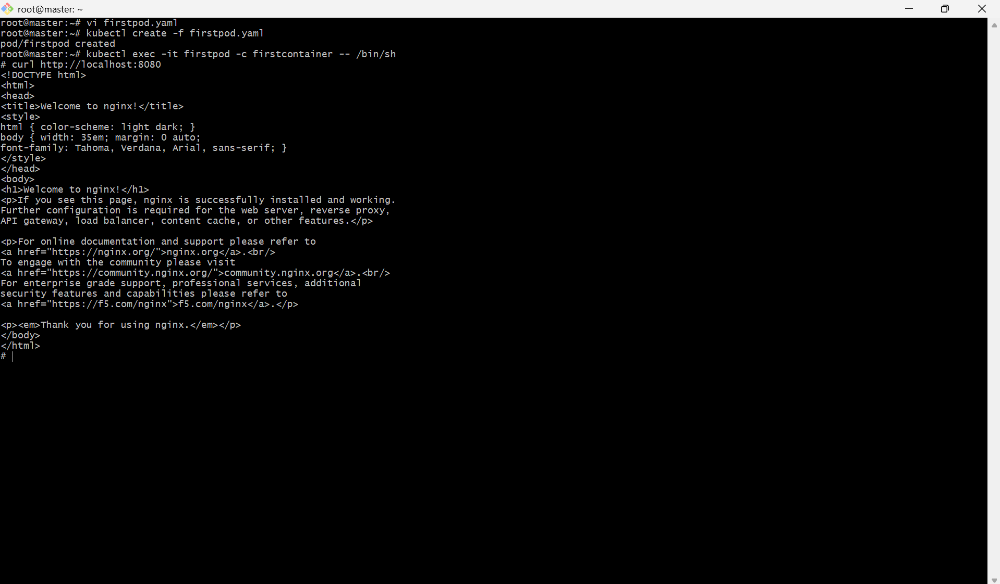 root@master: ~
root@master:~# vi firstpod.yaml
root@master:~# kubectl create -f firstpod.yaml
pod/firstpod created
root@master:~# kubectl exec -it firstpod -c firstcontainer -- /bin/sh
# curl http://localhost:8080
<!DOCTYPE html>
<html>
<head>
<title>Welcome to nginx!</title>
<style>
html { color-scheme: light dark; }
body { width: 35em; margin: 0 auto;
font-family: Tahoma, Verdana, Arial, sans-serif; }
</style>
</head>
<body>
<h1>Welcome to nginx!</h1>
<p>If you see this page, nginx is successfully installed and working.
Further configuration is required for the web server, reverse proxy,
API gateway, load balancer, content cache, or other features.</p>

<p>For online documentation and support please refer to
<a href="https://nginx.org/">nginx.org</a>.<br/>
To engage with the community please visit
<a href="https://community.nginx.org/">community.nginx.org</a>.<br/>
For enterprise grade support, professional services, additional
security features and capabilities please refer to
<a href="https://f5.com/nginx">f5.com/nginx</a>.</p>

<p><em>Thank you for using nginx.</em></p>
</body>
</html>
#